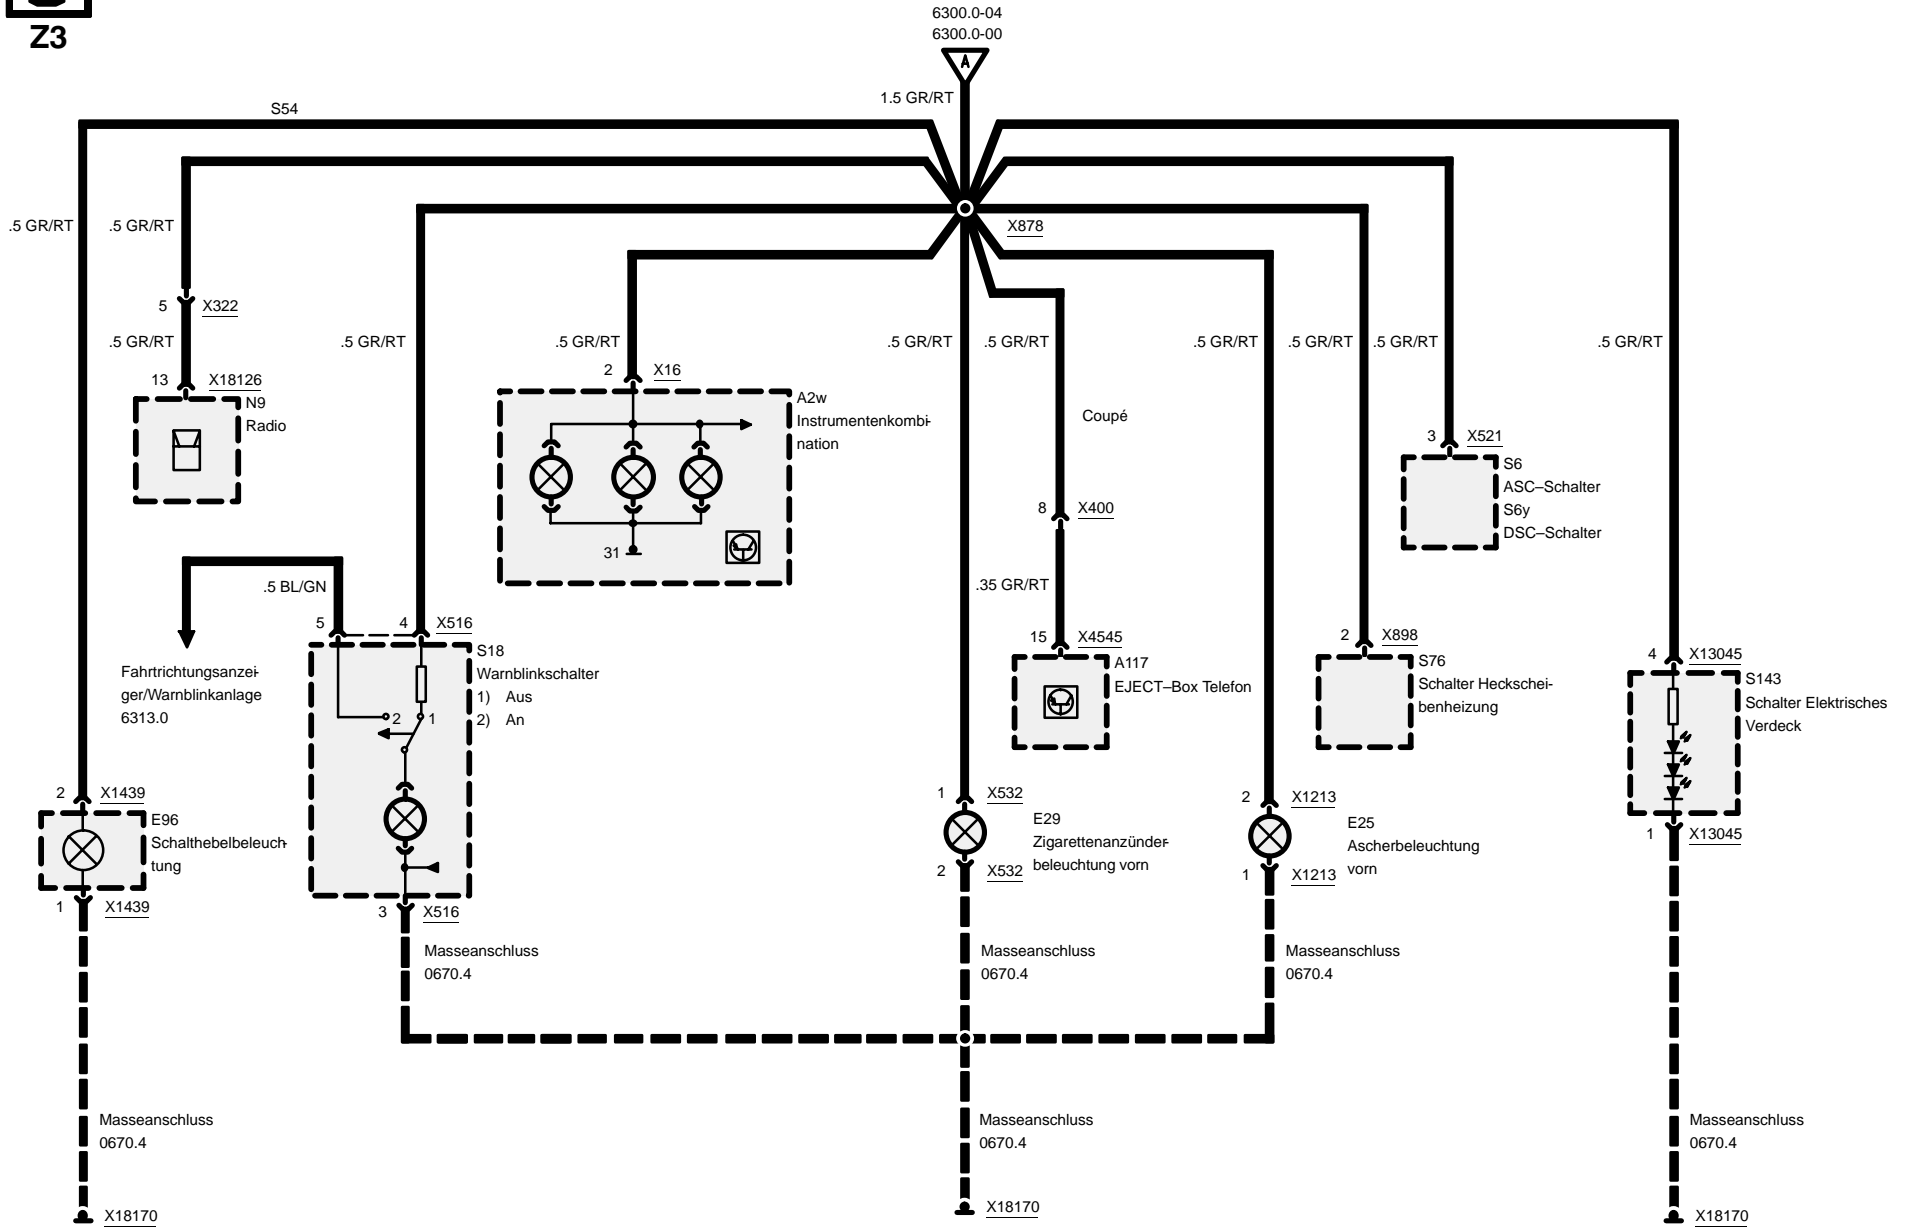 Z3
6300.0-04
6300.0-00
A
1.5 GR/RT
S54
X878
.5 GR/RT
.5 GR/RT
5 X322
.5 GR/RT
.5 GR/RT
.5 GR/RT
.5 GR/RT
.5 GR/RT
.5 GR/RT
.5 GR/RT
.5 GR/RT
.5 GR/RT
13 X18126
N9
Radio
2 X16
A2w
Instrumentenkombi-
nation
31
Coupé
8 X400
.35 GR/RT
15 X4545
A117
EJECT–Box Telefon
3 X521
S6
ASC–Schalter
S6y
DSC–Schalter
.5 BL/GN
Fahrtrichtungsanzei-
ger/Warnblinkanlage
6313.0
5
4 X516
S18
Warnblinkschalter
1) Aus
2) An
2 1
3 X516
2 X898
S76
Schalter Heckschei-
benheizung
4 X13045
S143
Schalter Elektrisches
Verdeck
1 X13045
2 X1439
E96
Schalthebelbeleuch-
tung
1 X1439
1 X532
E29
Zigarettenanzünder-
beleuchtung vorn
2 X532
2 X1213
E25
Ascherbeleuchtung
vorn
1 X1213
Masseanschluss
0670.4
Masseanschluss
0670.4
Masseanschluss
0670.4
Masseanschluss
0670.4
Masseanschluss
0670.4
Masseanschluss
0670.4
X18170
X18170
X18170